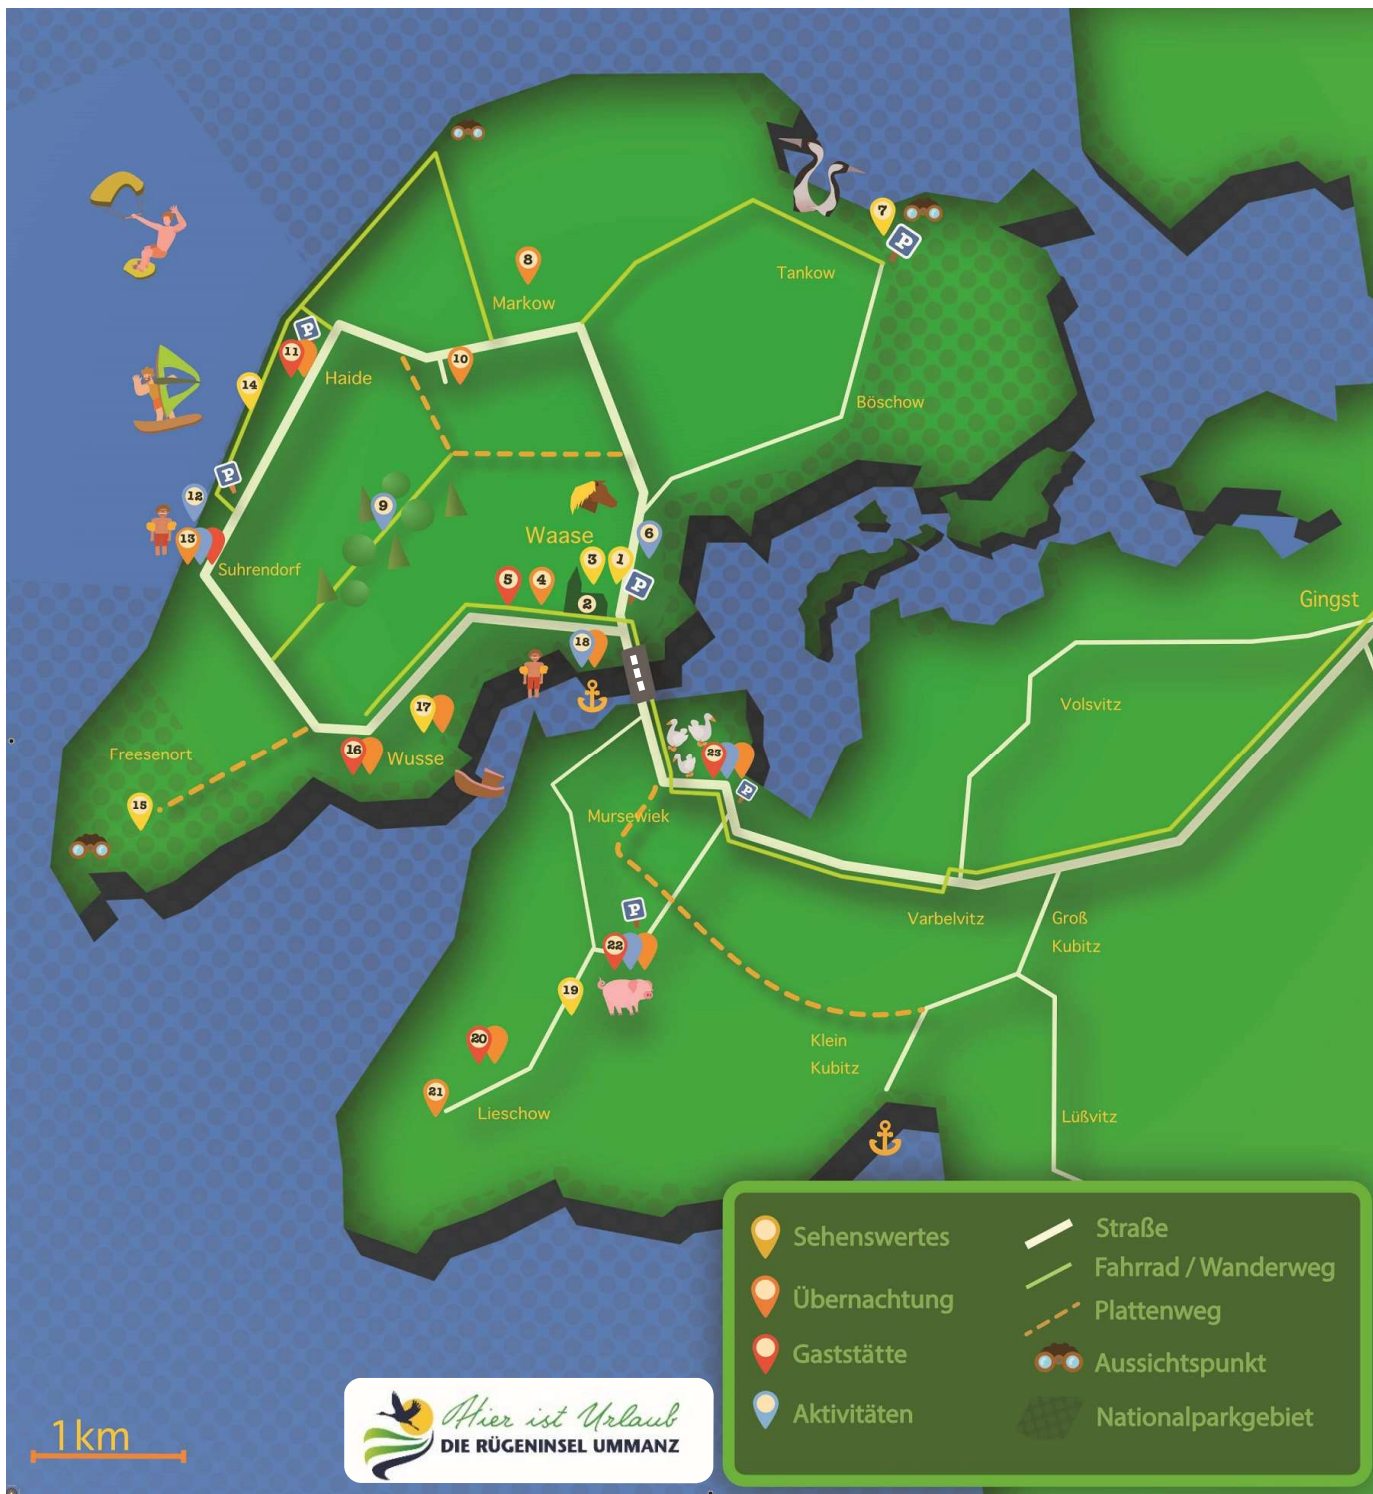 7
P
Tankow
8
Markow
P
11
10
Haide
14
Böschow
P
12
9
13
Suhrendorf
Waase
6
3
1
5
4
P
2
Gingst
18
17
Volsvitz
16
Wusse
Freesenort
23
P
15
Mursewiek
P
22
Varbelvitz
Groß
Kubitz
19
20
Klein
Kubitz
21
Lieschow
Lüßvitz
Sehenswertes
Übernachtung
Gaststätte
Aktivitäten
Straße
Fahrrad / Wanderweg
Plattenweg
Aussichtspunkt
Nationalparkgebiet
1 km
Hier ist Urlaub
DIE RÜGENINSEL UMMANZ